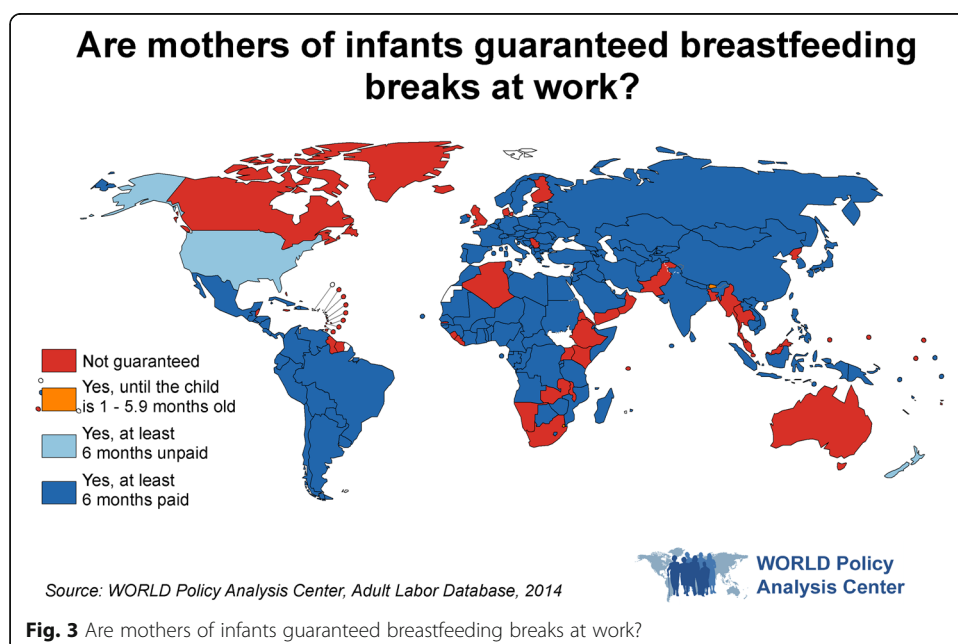 Are mothers of infants guaranteed breastfeeding
breaks at work?
Not guaranteed
Yes, until the child
is 1 - 5.9 months old
Yes, at least
6 months unpaid
Yes, at least
6 months paid
Source: WORLD Policy Analysis Center, Adult Labor Database, 2014
WORLD Policy
Analysis Center
Fig. 3 Are mothers of infants guaranteed breastfeeding breaks at work?